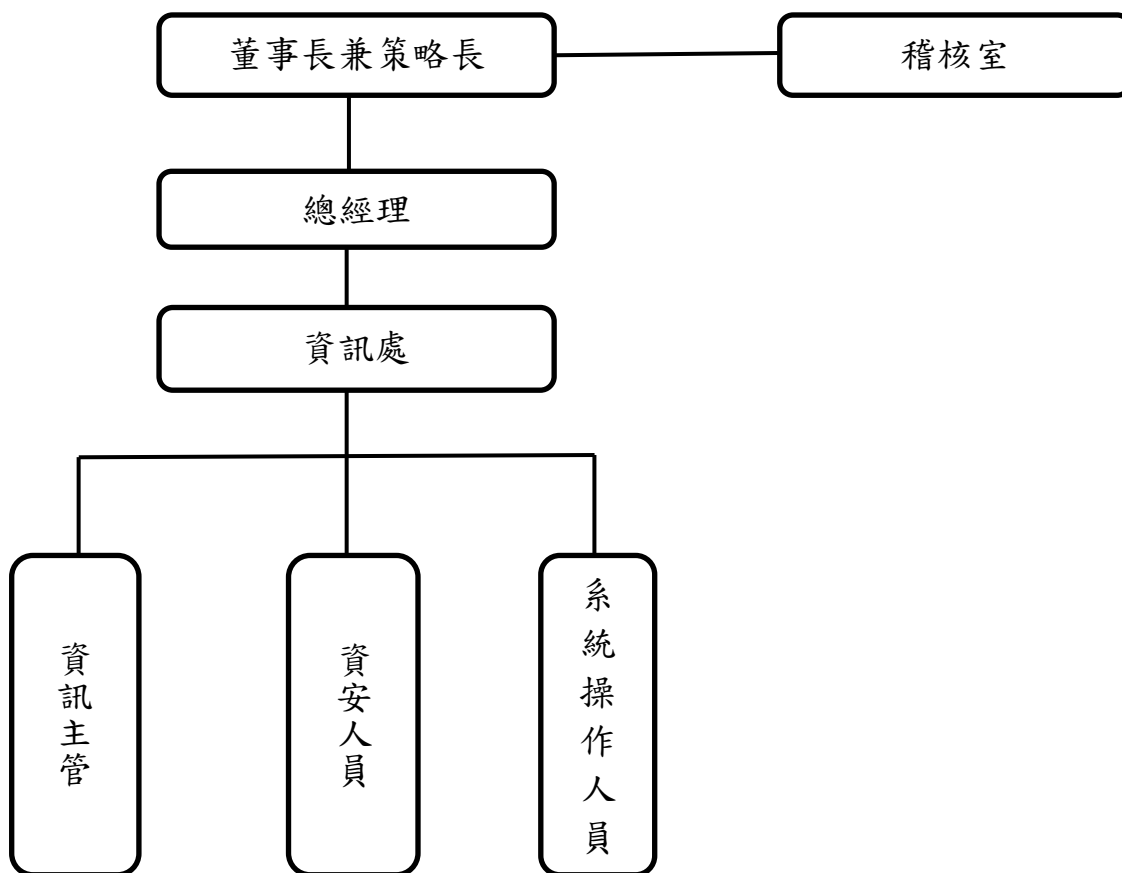 董事長兼策略長
稽核室
總經理
資訊處
資訊主管
資安人員
系統操作人員